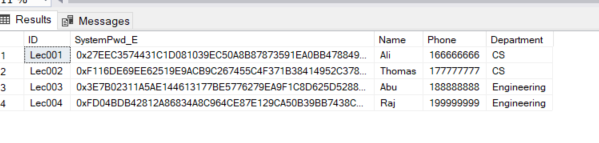 11 %
Results Messages
ID SystemPwd_E Name Phone Department
1 Lec001 0x27EEC3574431C1D081039EC50A8B87873591EA0BB478849... Ali 166666666 CS
2 Lec002 0xF116DE69EE62519E9ACB9C267455C4F371B38414952C378... Thomas 177777777 CS
3 Lec003 0x3E7B02311A5AE144613177BE5776279EA9F1C8D625D5288... Abu 188888888 Engineering
4 Lec004 0xFD04BDB42812A86834A8C964CE87E129CA50B39BB7438C... Raj 199999999 Engineering